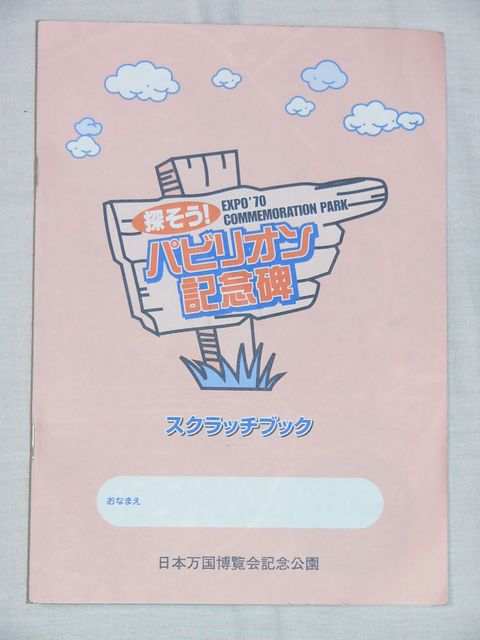 探そう!
EXPO'70
COMMEMORATION PARK
パビリオン
記念碑
スクラッチブック
おなまえ
日本万国博覧会記念公園